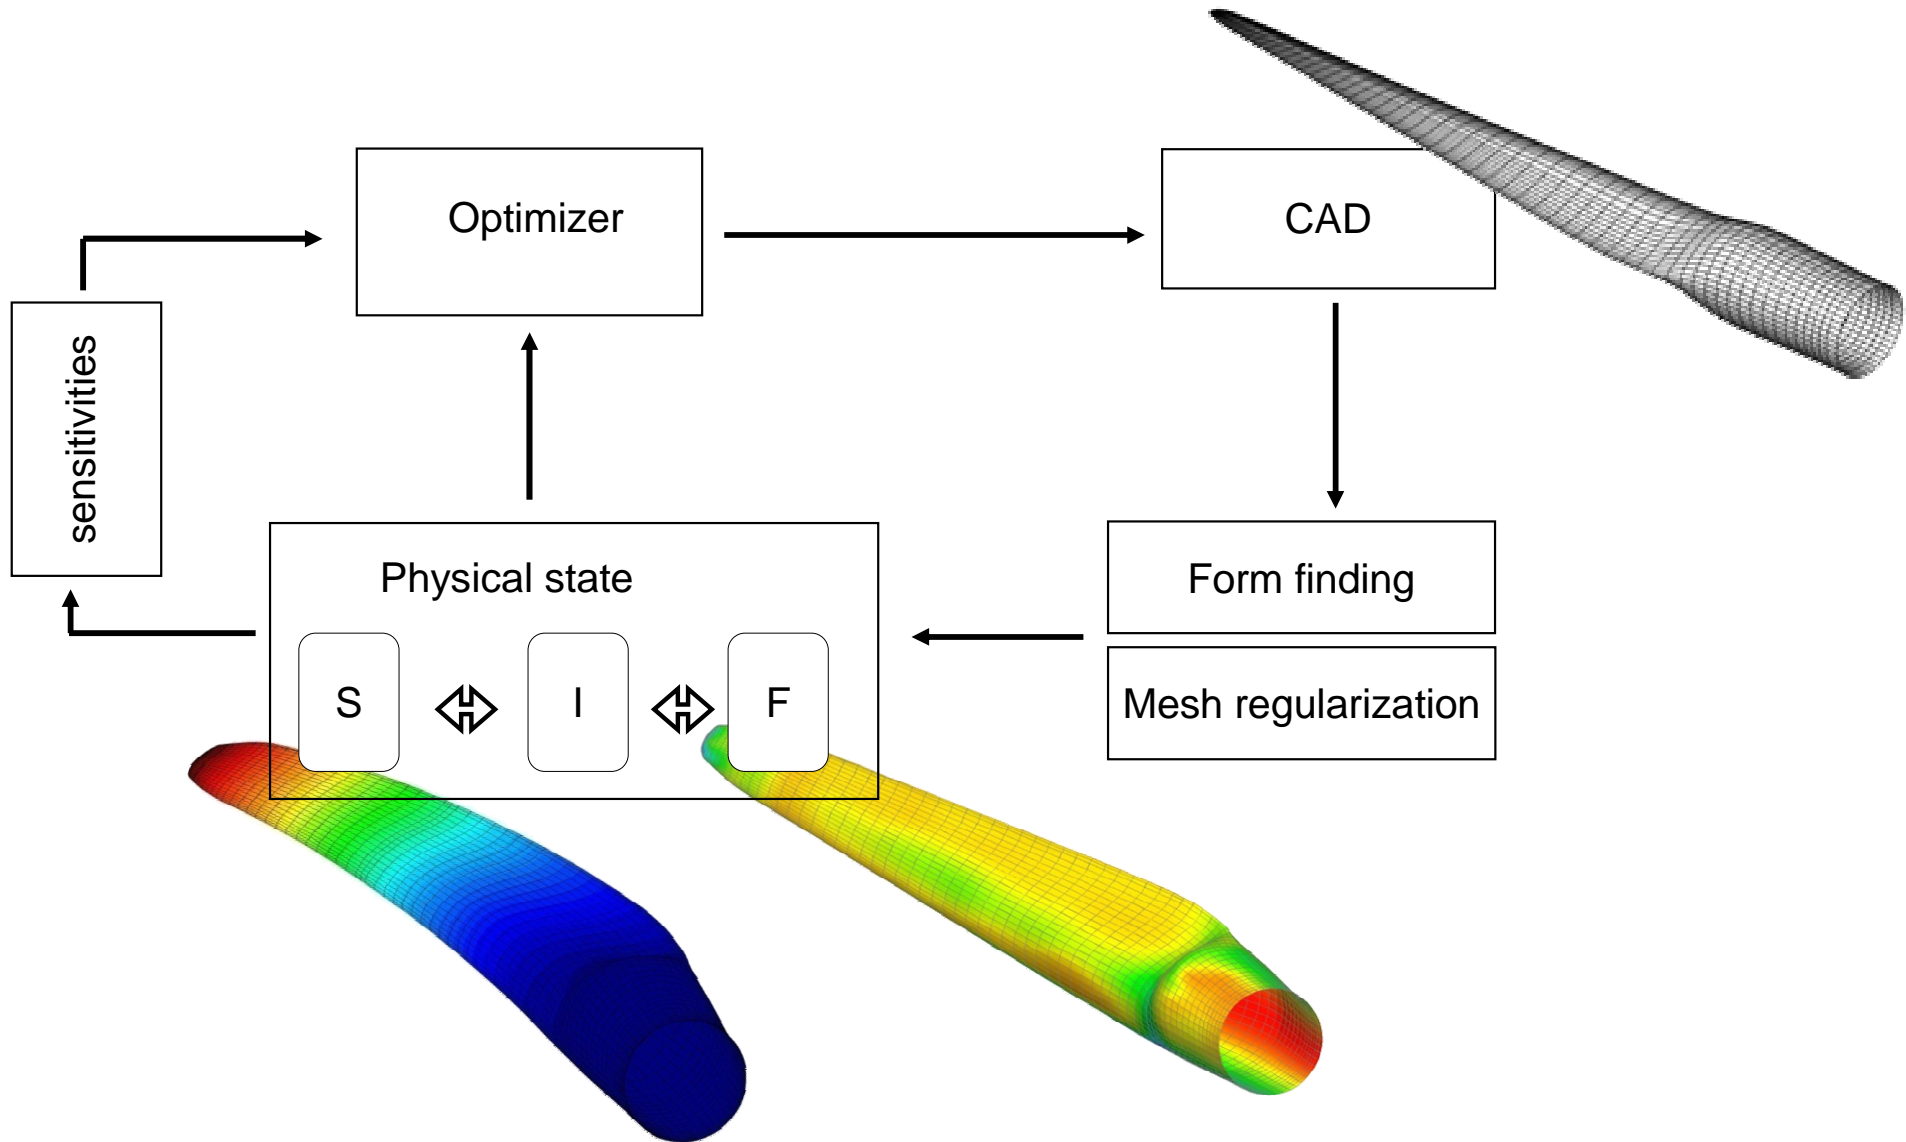 Optimizer
CAD
sensitivities
Physical state
S
I
F
Form finding
Mesh regularization